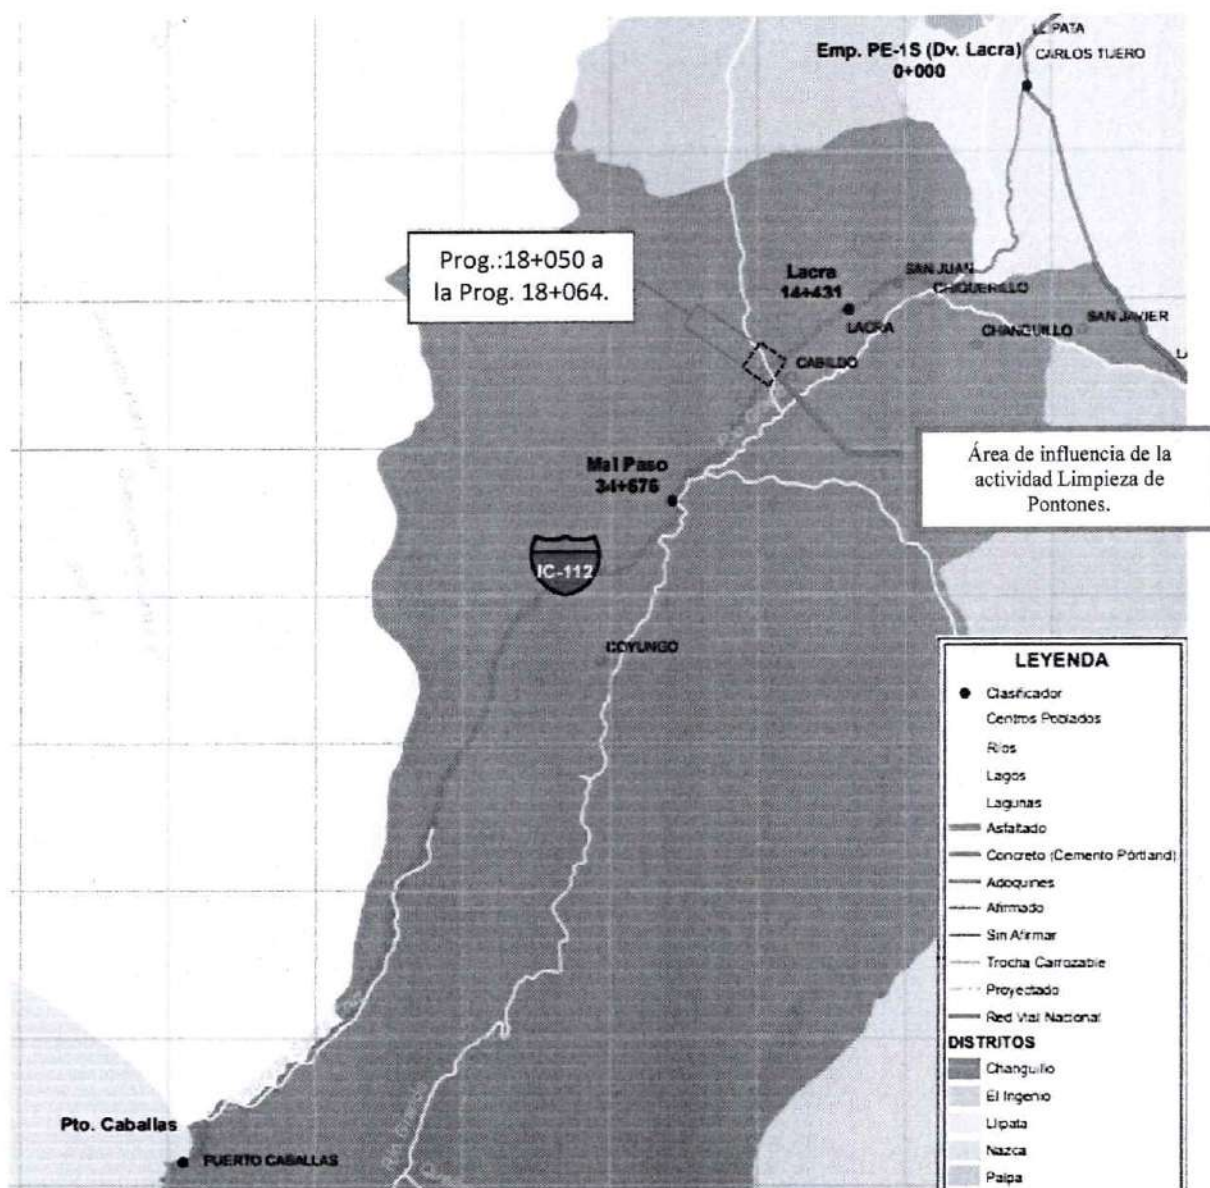 LLIPATA
Emp. PE-1S (Dv. Lacra)
0+000
CARLOS TIJERO
Prog.:18+050 a
la Prog. 18+064.
Lacra
14+431
SAN JUAN
CHIGUERILLO
LACRA
CHANGUILLO
SAN JAVIER
CABILDO
Mal Paso
34+676
Área de influencia de la
actividad Limpieza de
Pontones.
IC-112
COYUNGO
LEYENDA
Clasificador
Centros Poblados
Ríos
Lagos
Lagunas
Asfaltado
Concreto (Cemento Pórtland)
Adoquines
Afirmado
Sin Afirmar
Trocha Carrozable
Proyectado
Red Vial Nacional
DISTRITOS
Changuillo
El Ingenio
Llipata
Nazca
Palpa
Pto. Caballas
PUERTO CABALLAS